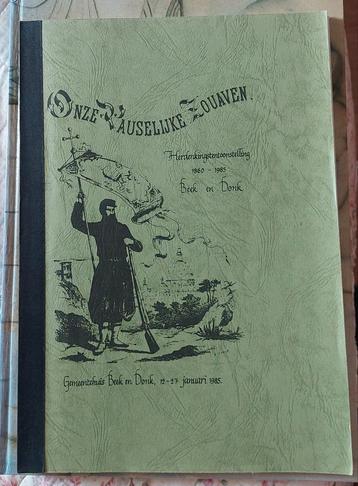 Onze Pauselijke Zouaven.
Herdenkingstentoonstelling
1860 - 1985
Beek en Donk
Gemeentehuis Beek en Donk, 12-27 januari 1985.